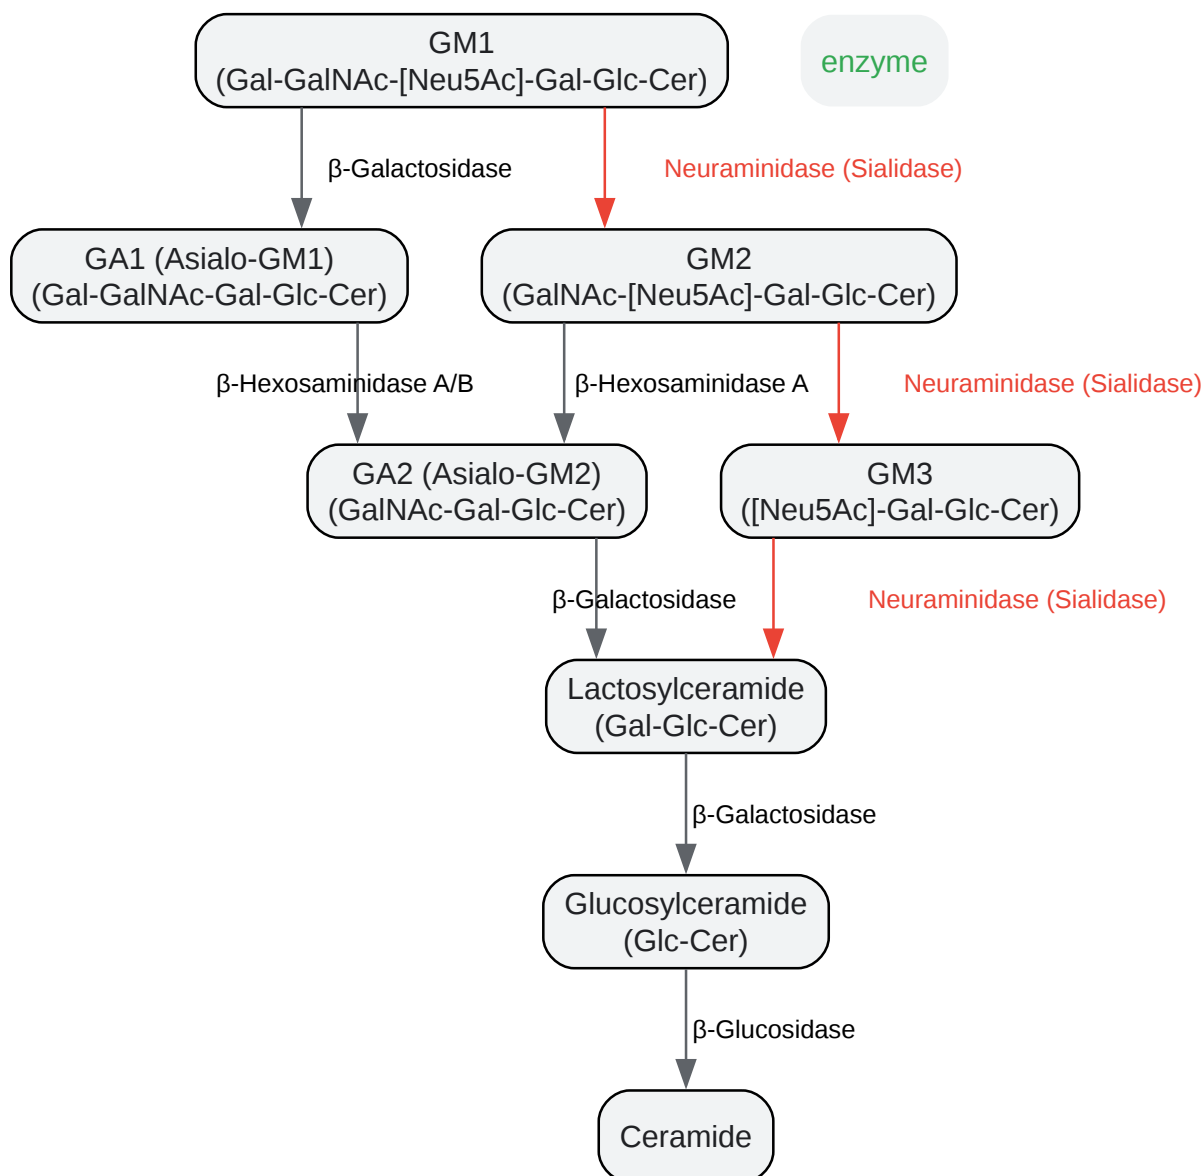 GM1
(Gal-GalNAc-[Neu5Ac]-Gal-Glc-Cer)
enzyme
β-Galactosidase
Neuraminidase (Sialidase)
GA1 (Asialo-GM1)
(Gal-GalNAc-Gal-Glc-Cer)
GM2
(GalNAc-[Neu5Ac]-Gal-Glc-Cer)
β-Hexosaminidase A/B
β-Hexosaminidase A
Neuraminidase (Sialidase)
GA2 (Asialo-GM2)
(GalNAc-Gal-Glc-Cer)
GM3
([Neu5Ac]-Gal-Glc-Cer)
β-Galactosidase
Neuraminidase (Sialidase)
Lactosylceramide
(Gal-Glc-Cer)
β-Galactosidase
Glucosylceramide
(Glc-Cer)
β-Glucosidase
Ceramide